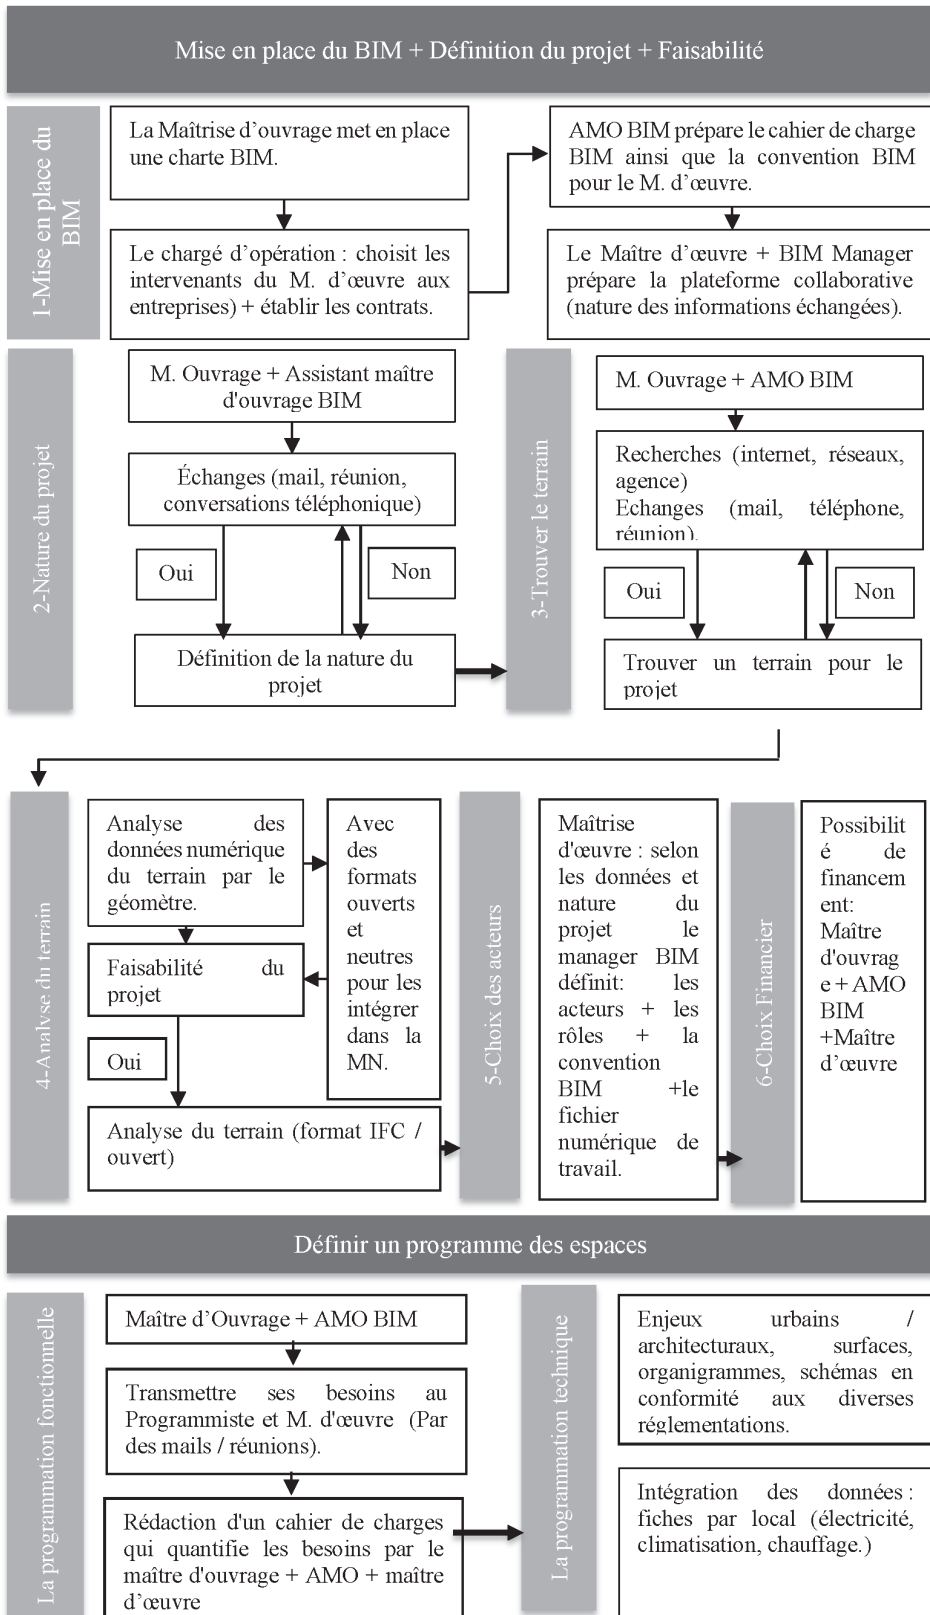 Mise en place du BIM + Définition du projet + Faisabilité
1-Mise en place du
BIM
La Maîtrise d’ouvrage met en place
une charte BIM.
Le chargé d’opération : choisit les
intervenants du M. d’œuvre aux
entreprises) + établir les contrats.
AMO BIM prépare le cahier de charge
BIM ainsi que la convention BIM
pour le M. d’œuvre.
Le Maître d’œuvre + BIM Manager
prépare la plateforme collaborative
(nature des informations échangées).
2-Nature du projet
M. Ouvrage + Assistant maître
d'ouvrage BIM
Échanges (mail, réunion,
conversations téléphonique)
Oui
Non
Définition de la nature du
projet
3-Trouver le terrain
M. Ouvrage + AMO BIM
Recherches (internet, réseaux,
agence)
Echanges (mail, téléphone,
réunion).
Oui
Non
Trouver un terrain pour le
projet
4-Analyse du terrain
Analyse des
données numérique
du terrain par le
géomètre.
Faisabilité du
projet
Oui
Analyse du terrain (format IFC /
ouvert)
Avec
des
formats
ouverts
et
neutres
pour les
intégrer
dans la
MN.
5-Choix des acteurs
Maîtrise
d'œuvre : selon
les données et
nature du
projet le
manager BIM
définit: les
acteurs + les
rôles + la
convention
BIM +le
fichier
numérique de
travail.
6-Choix Financier
Possibilit
é de
financem
ent:
Maître
d'ouvrag
e + AMO
BIM
+Maître
d’œuvre
Définir un programme des espaces
La programmation fonctionnelle
Maître d’Ouvrage + AMO BIM
Transmettre ses besoins au
Programmiste et M. d'œuvre (Par
des mails / réunions).
Rédaction d'un cahier de charges
qui quantifie les besoins par le
maître d'ouvrage + AMO + maître
d’œuvre
La programmation technique
Enjeux urbains /
architecturaux, surfaces,
organigrammes, schémas en
conformité aux diverses
réglementations.
Intégration des données :
fiches par local (électricité,
climatisation, chauffage.)